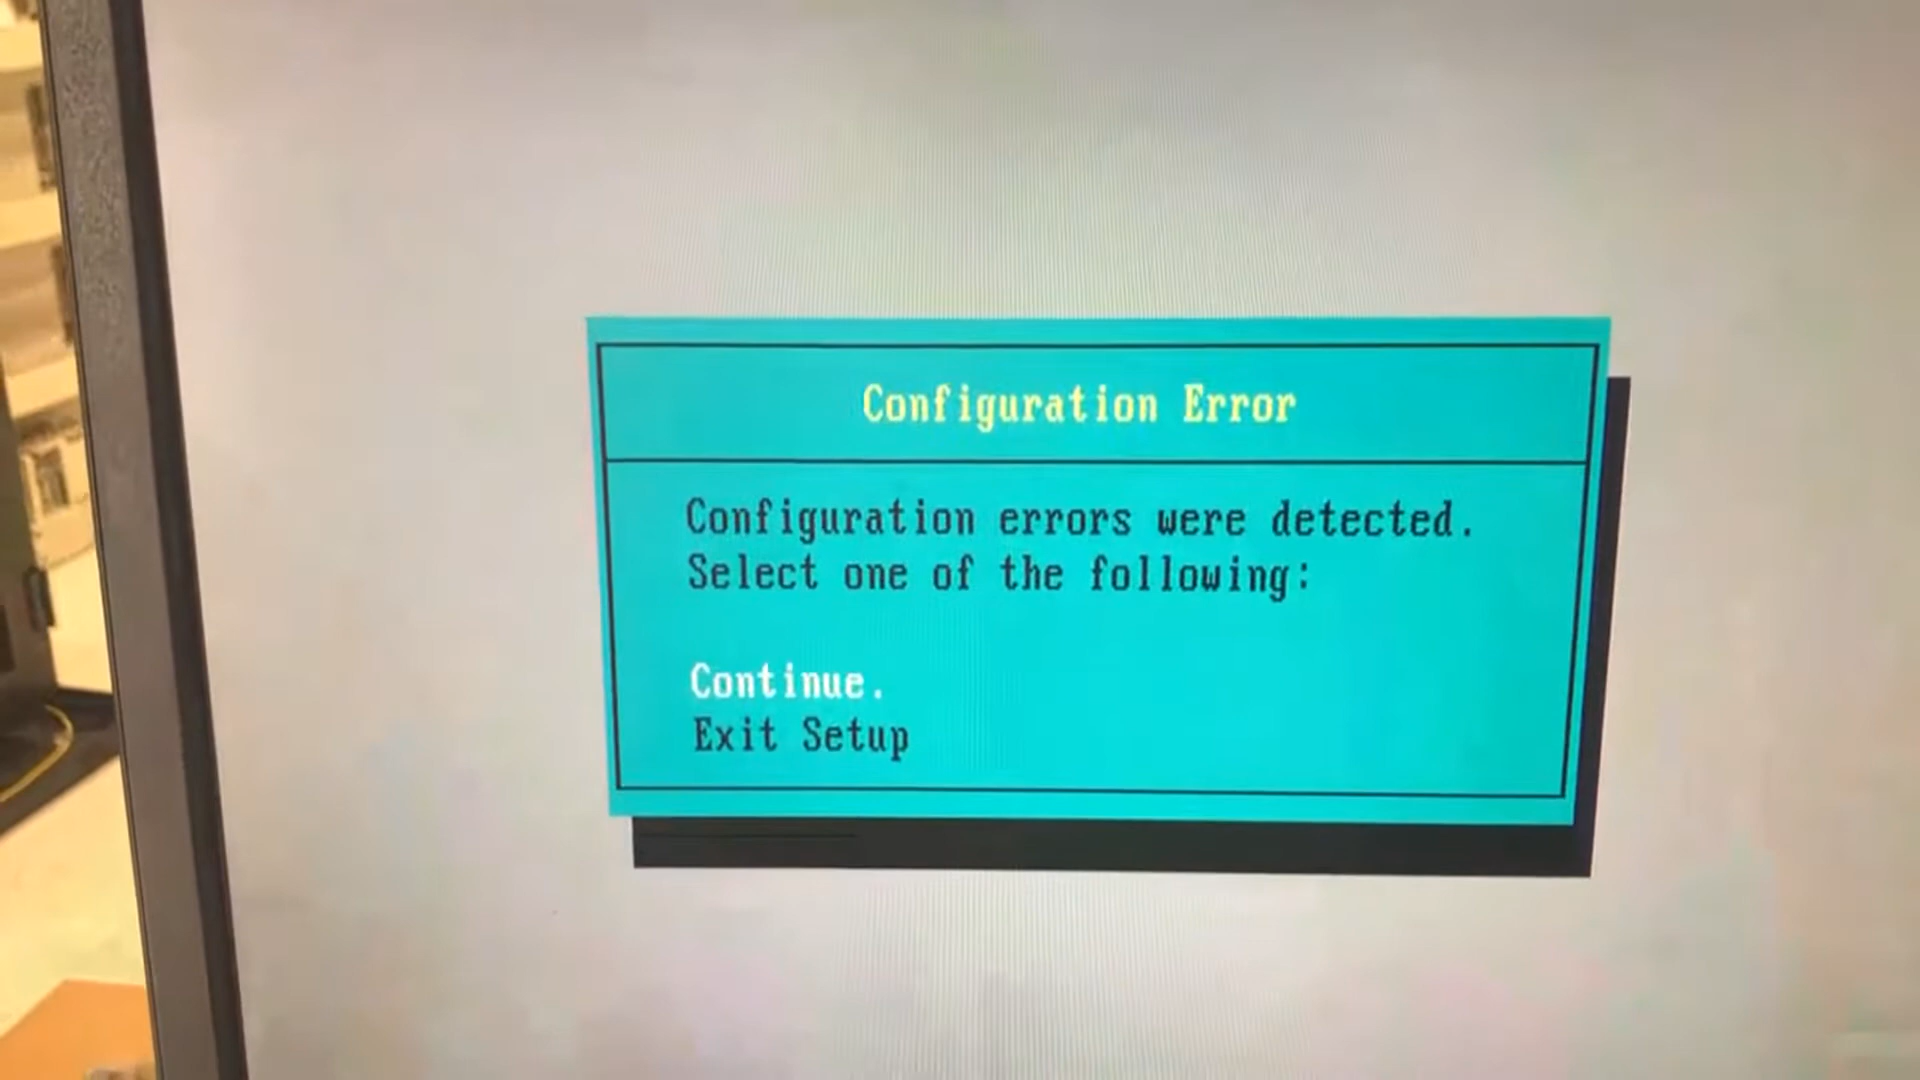 Configuration Error
Configuration errors were detected.
Select one of the following:
Continue.
Exit Setup